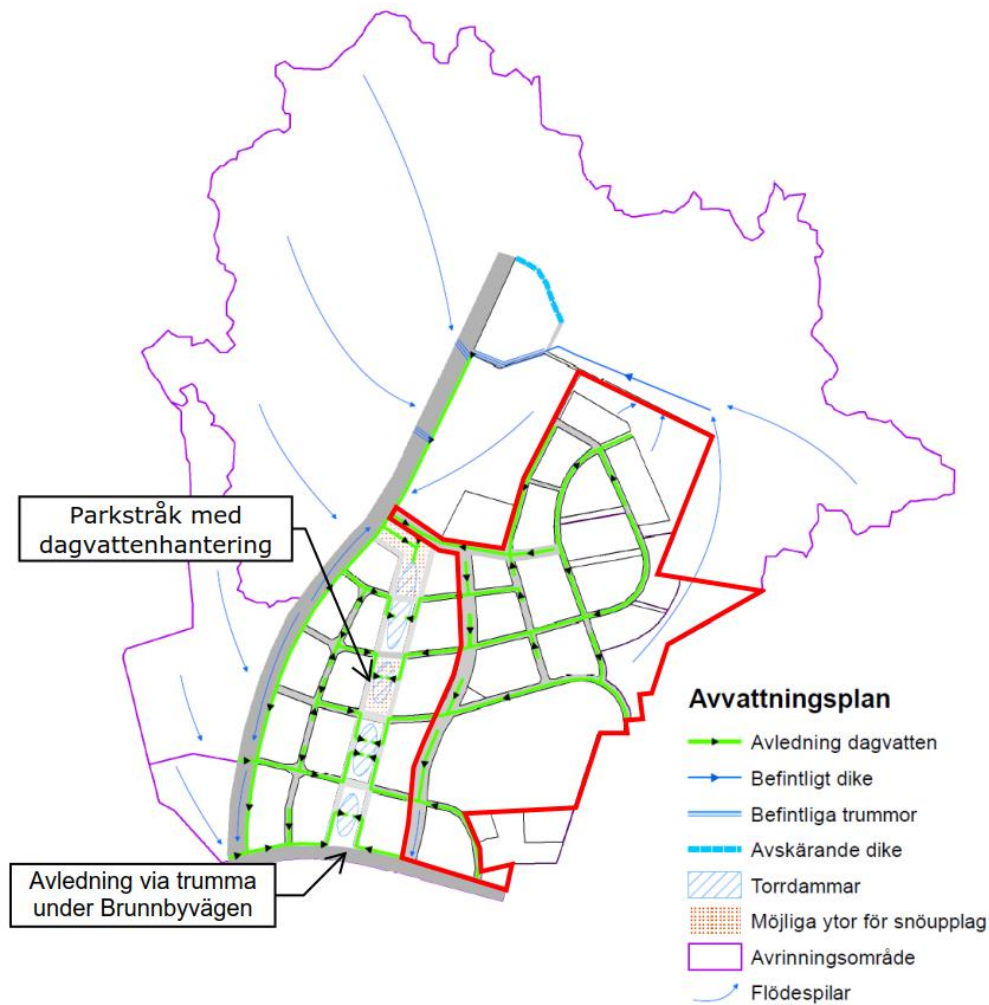 Parkstråk med
dagvattenhantering
Avledning via trumma
under Brunnbyvägen
Avvattningsplan
Avledning dagvatten
Befintligt dike
Befintliga trummor
Avskärande dike
Torrdammar
Möjliga ytor för snöupplag
Avrinningsområde
Flödespilar